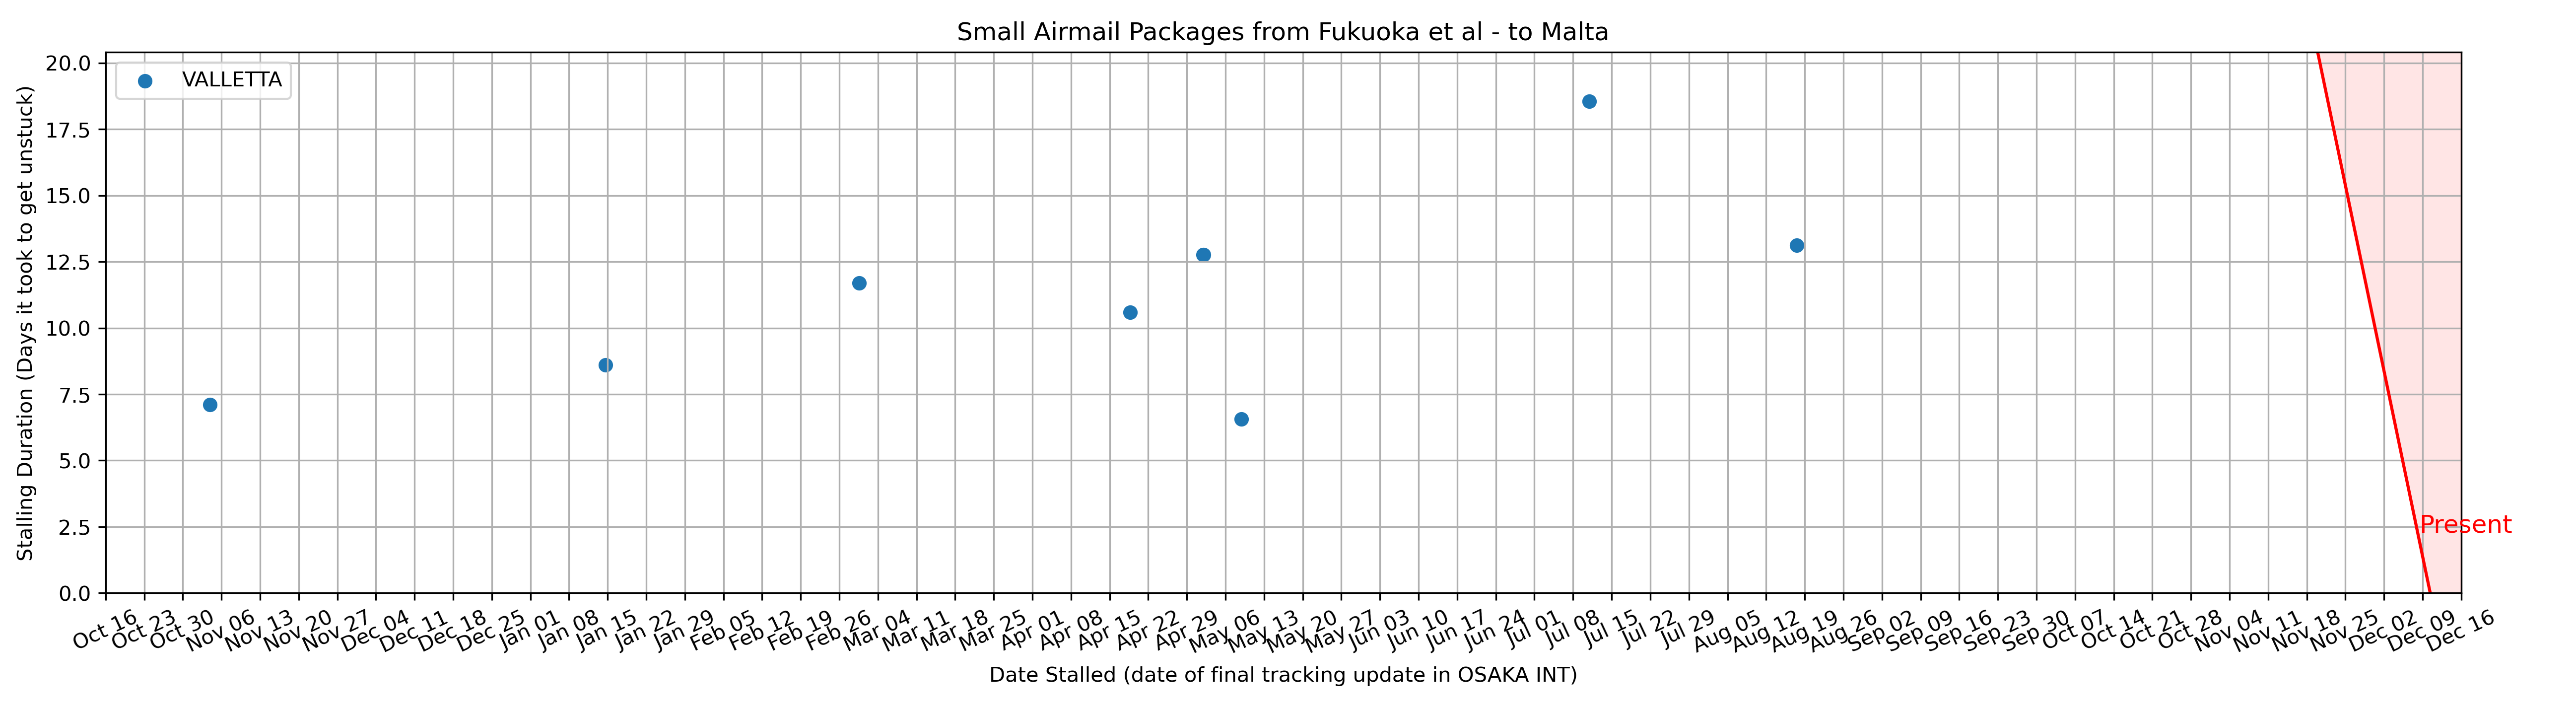 Small Airmail Packages from Fukuoka et al - to Malta
VALLETTA
Stalling Duration (Days it took to get unstuck)
20.0
17.5
15.0
12.5
10.0
7.5
5.0
2.5
0.0
Present
Oct 16
Oct 23
Oct 30
Nov 06
Nov 13
Nov 20
Nov 27
Dec 04
Dec 11
Dec 18
Dec 25
Jan 01
Jan 08
Jan 15
Jan 22
Jan 29
Feb 05
Feb 12
Feb 19
Feb 26
Mar 04
Mar 11
Mar 18
Mar 25
Apr 01
Apr 08
Apr 15
Apr 22
Apr 29
May 06
May 13
May 20
May 27
Jun 03
Jun 10
Jun 17
Jun 24
Jul 01
Jul 08
Jul 15
Jul 22
Jul 29
Aug 05
Aug 12
Aug 19
Aug 26
Sep 02
Sep 09
Sep 16
Sep 23
Sep 30
Oct 07
Oct 14
Oct 21
Oct 28
Nov 04
Nov 11
Nov 18
Nov 25
Dec 02
Dec 09
Dec 16
Date Stalled (date of final tracking update in OSAKA INT)